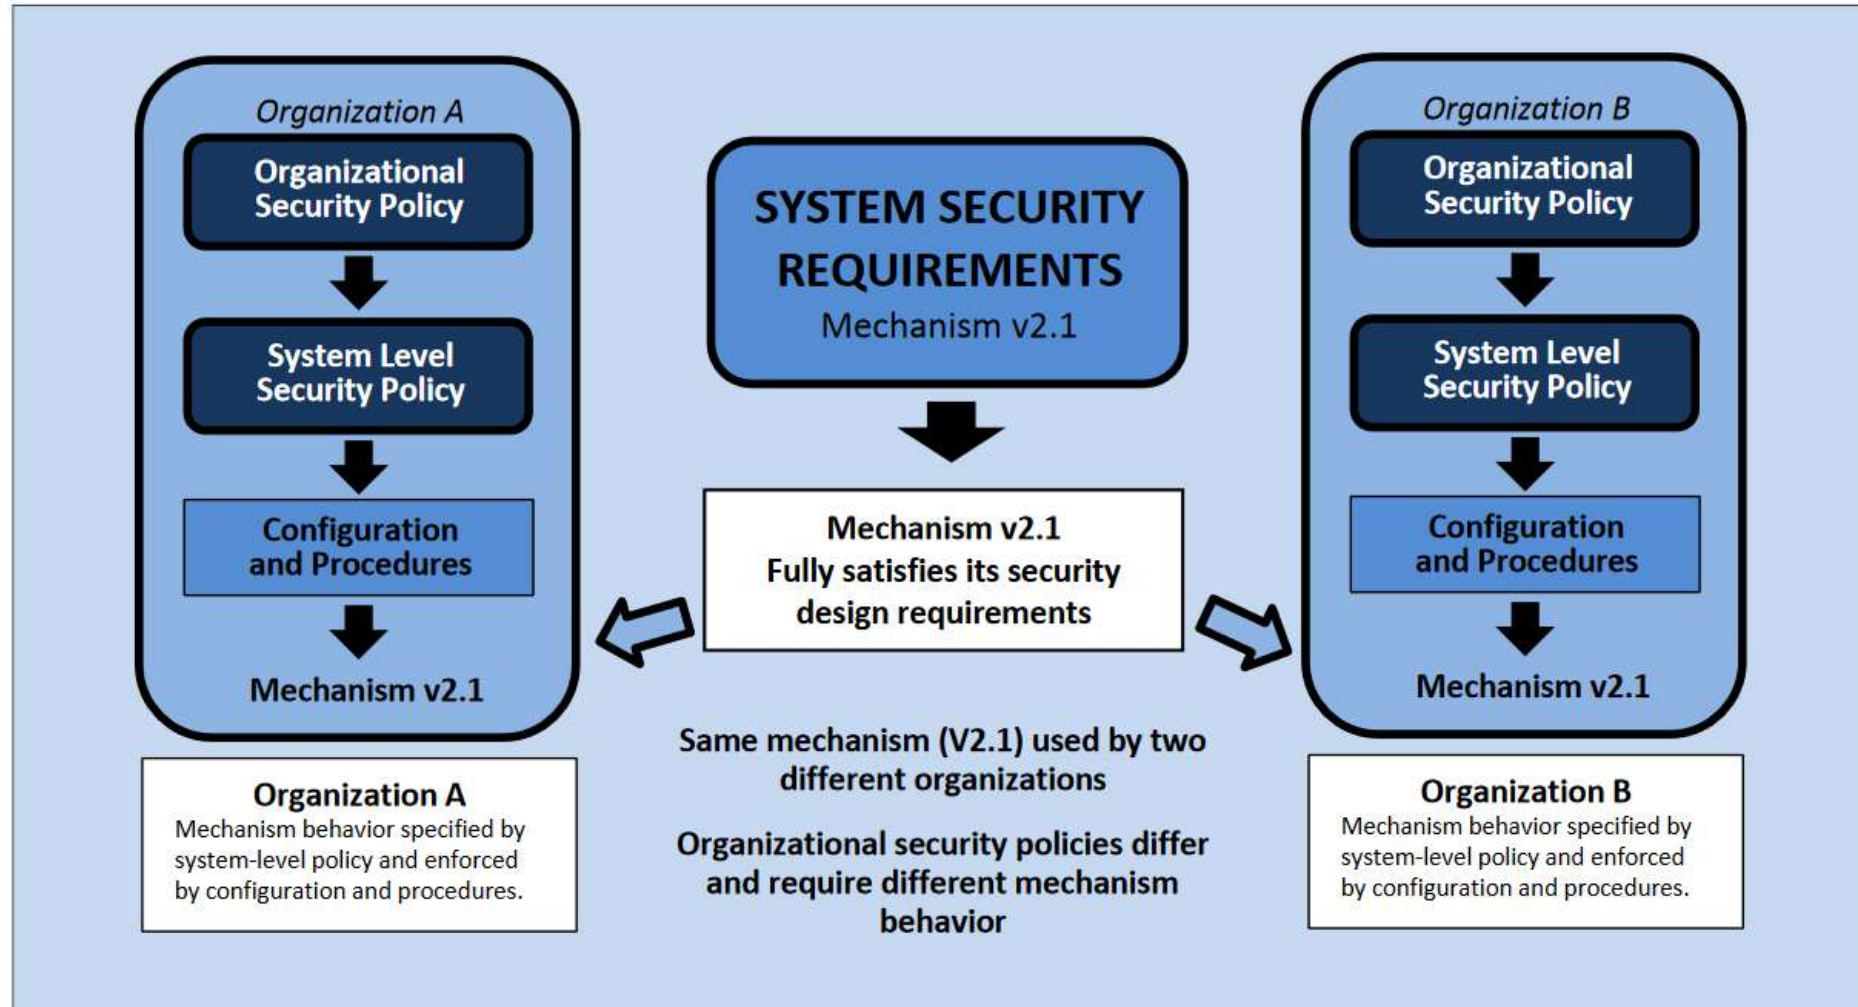 Organization A
Organizational
Security Policy
System Level
Security Policy
Configuration
and Procedures
Mechanism v2.1
Organization A
Mechanism behavior specified by
system-level policy and enforced
by configuration and procedures.
SYSTEM SECURITY
REQUIREMENTS
Mechanism v2.1
Mechanism v2.1
Fully satisfies its security
design requirements
Same mechanism (V2.1) used by two
different organizations
Organizational security policies differ
and require different mechanism
behavior
Organization B
Organizational
Security Policy
System Level
Security Policy
Configuration
and Procedures
Mechanism v2.1
Organization B
Mechanism behavior specified by
system-level policy and enforced
by configuration and procedures.